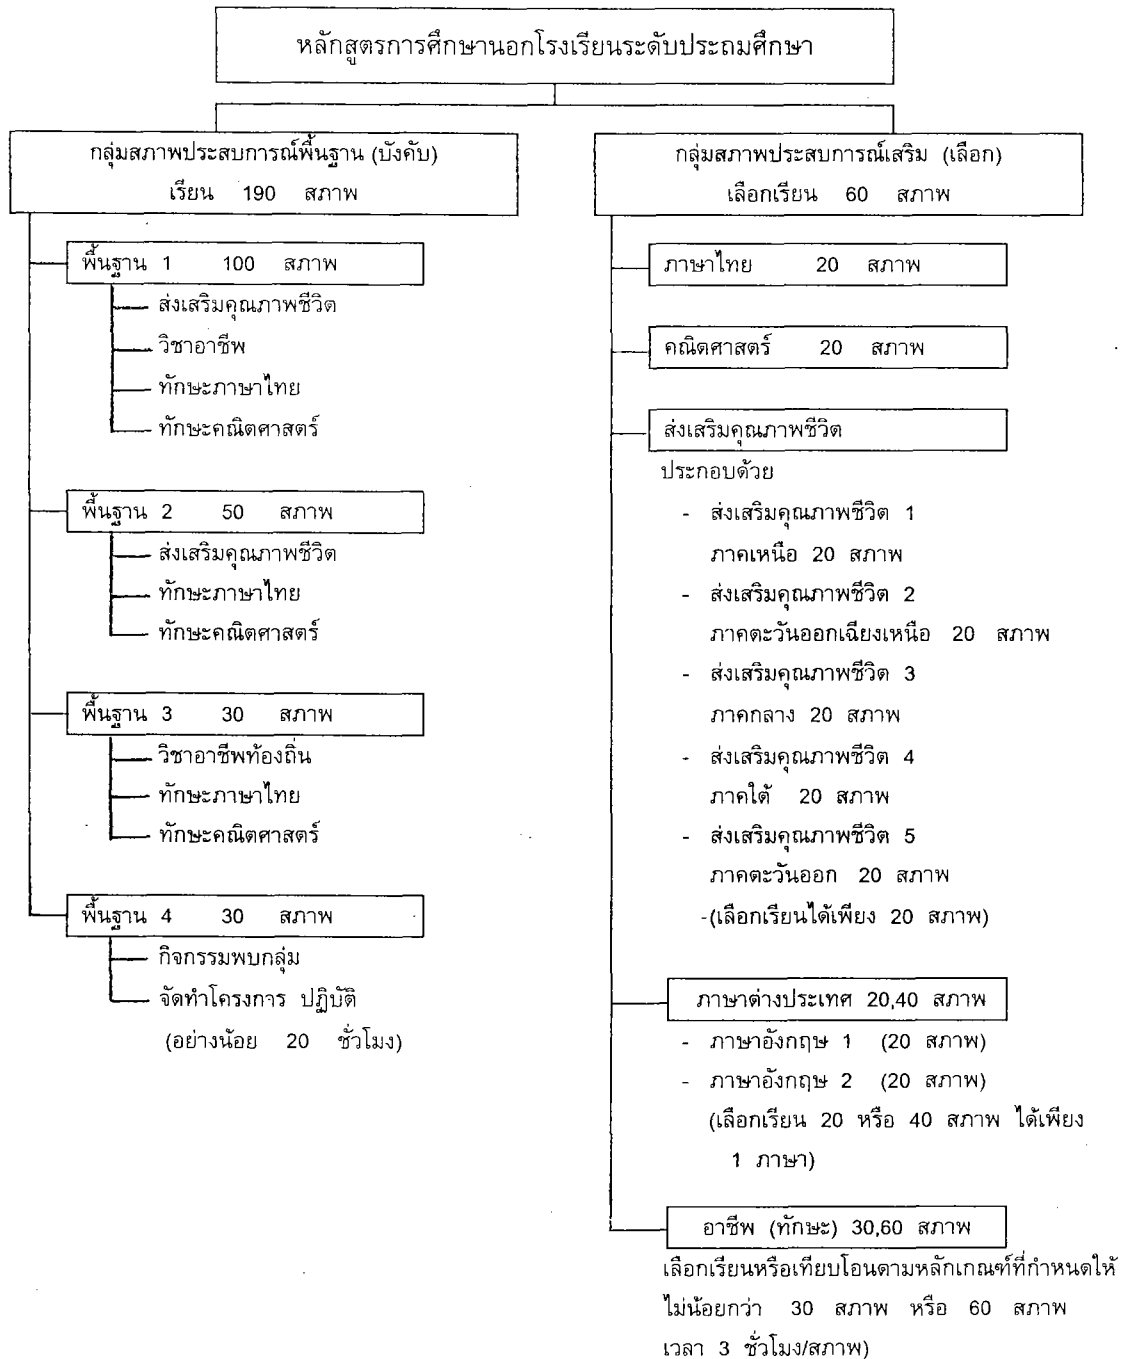 หลักสูตรการศึกษานอกโรงเรียนระดับประถมศึกษา
กลุ่มสภาพประสบการณ์พื้นฐาน (บังคับ)
เรียน 190 สภาพ
พื้นฐาน 1 100 สภาพ
ส่งเสริมคุณภาพชีวิต
วิชาอาชีพ
ทักษะภาษาไทย
ทักษะคณิตศาสตร์
พื้นฐาน 2 50 สภาพ
ส่งเสริมคุณภาพชีวิต
ทักษะภาษาไทย
ทักษะคณิตศาสตร์
พื้นฐาน 3 30 สภาพ
วิชาอาชีพท้องถิ่น
ทักษะภาษาไทย
ทักษะคณิตศาสตร์
พื้นฐาน 4 30 สภาพ
กิจกรรมพบกลุ่ม
จัดทำโครงการ ปฏิบัติ
(อย่างน้อย 20 ชั่วโมง)
กลุ่มสภาพประสบการณ์เสริม (เลือก)
เลือกเรียน 60 สภาพ
ภาษาไทย 20 สภาพ
คณิตศาสตร์ 20 สภาพ
ส่งเสริมคุณภาพชีวิต
ประกอบด้วย
- ส่งเสริมคุณภาพชีวิต 1
ภาคเหนือ 20 สภาพ
- ส่งเสริมคุณภาพชีวิต 2
ภาคตะวันออกเฉียงเหนือ 20 สภาพ
- ส่งเสริมคุณภาพชีวิต 3
ภาคกลาง 20 สภาพ
- ส่งเสริมคุณภาพชีวิต 4
ภาคใต้ 20 สภาพ
- ส่งเสริมคุณภาพชีวิต 5
ภาคตะวันออก 20 สภาพ
-(เลือกเรียนได้เพียง 20 สภาพ)
ภาษาต่างประเทศ 20,40 สภาพ
- ภาษาอังกฤษ 1 (20 สภาพ)
- ภาษาอังกฤษ 2 (20 สภาพ)
(เลือกเรียน 20 หรือ 40 สภาพ ได้เพียง
1 ภาษา)
อาชีพ (ทักษะ) 30,60 สภาพ
เลือกเรียนหรือเทียบโอนตามหลักเกณฑ์ที่กำหนดให้
ไม่น้อยกว่า 30 สภาพ หรือ 60 สภาพ
เวลา 3 ชั่วโมง/สภาพ)